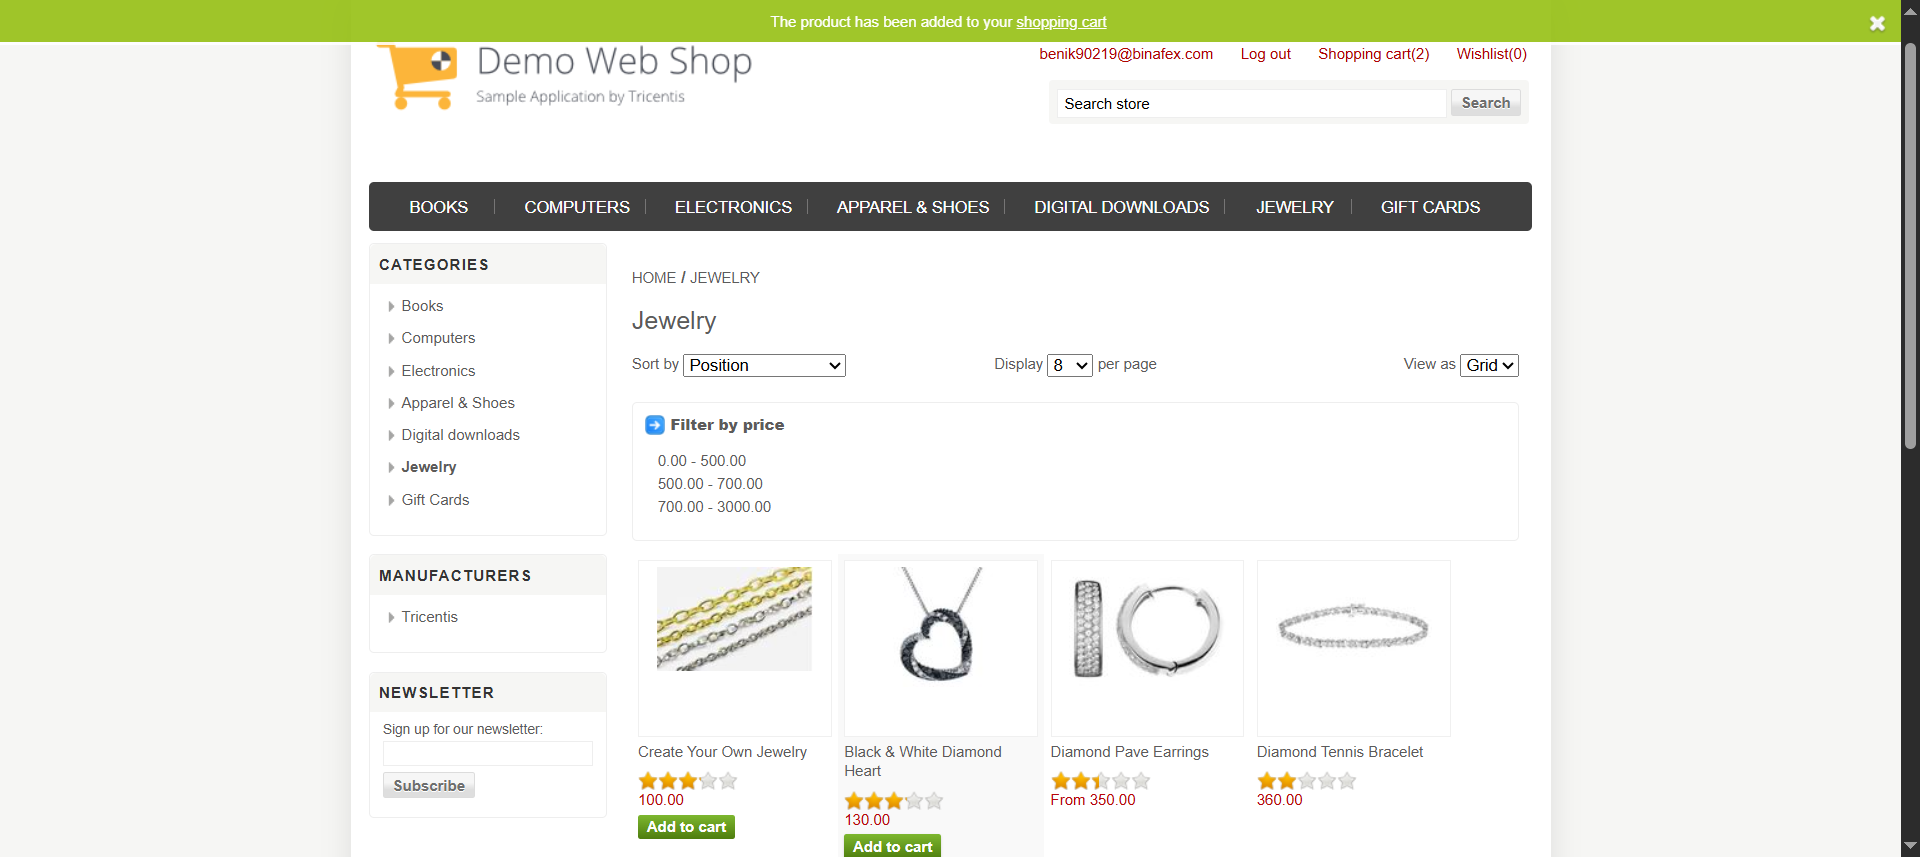 The product has been added to your shopping cart
Demo Web Shop
Sample Application by Tricentis
benik90219@binafex.com Log out Shopping cart(2) Wishlist(0)
Search store Search
BOOKS COMPUTERS ELECTRONICS APPAREL & SHOES DIGITAL DOWNLOADS JEWELRY GIFT CARDS
CATEGORIES
Books
Computers
Electronics
Apparel & Shoes
Digital downloads
Jewelry
Gift Cards
MANUFACTURERS
Tricentis
NEWSLETTER
Sign up for our newsletter:
Subscribe
HOME / JEWELRY
Jewelry
Sort by Position Display 8 per page View as Grid
Filter by price
0.00 - 500.00
500.00 - 700.00
700.00 - 3000.00
Create Your Own Jewelry
100.00
Add to cart
Black & White Diamond
Heart
130.00
Add to cart
Diamond Pave Earrings
From 350.00
Diamond Tennis Bracelet
360.00